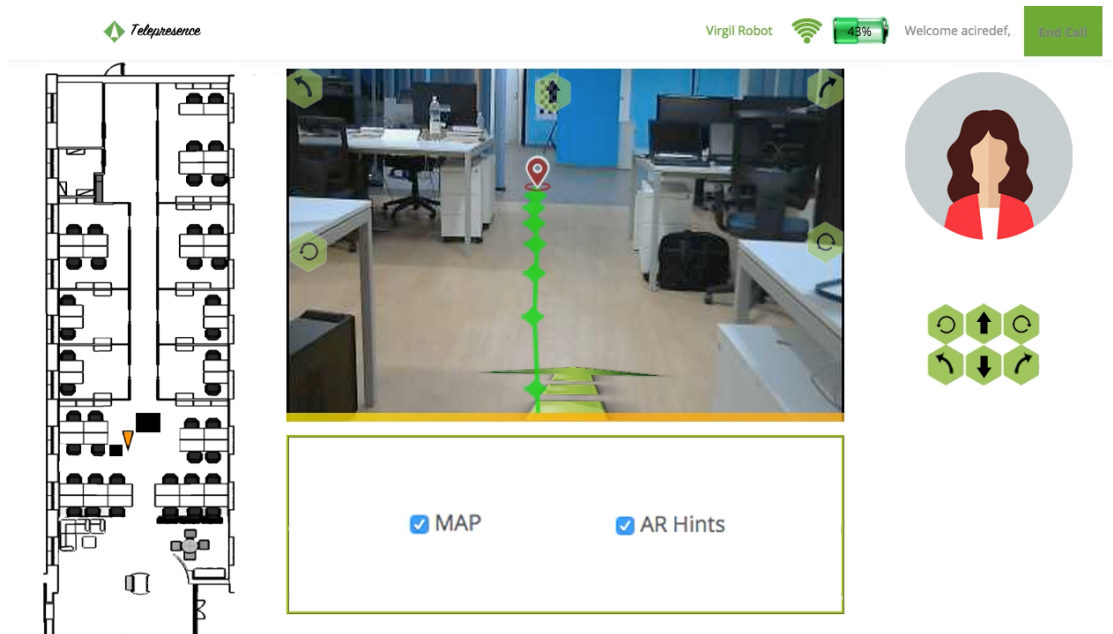 Telepresence
Virgil Robot
43%
Welcome aciredef,
End Call
MAP
AR Hints